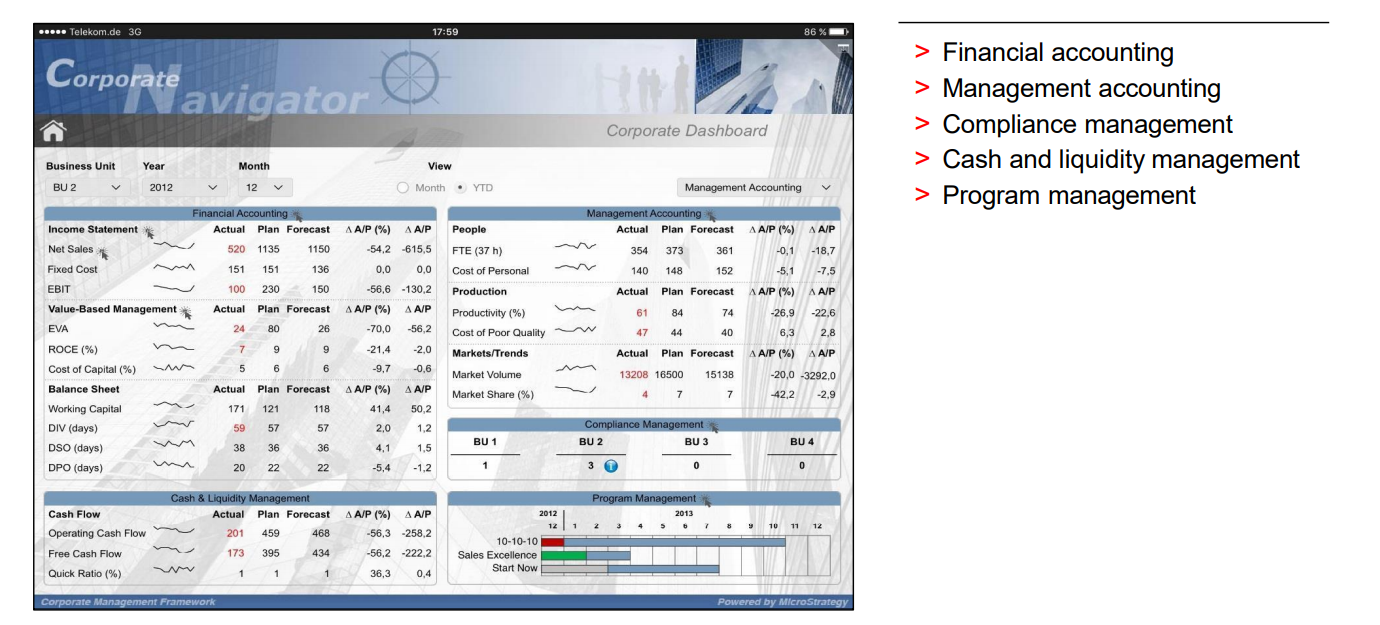 Telekom.de 3G 17:59 86 %
Corporate
Navigator
Corporate Dashboard
Business Unit Year Month View
BU 2 2012 12 Month YTD Management Accounting
Financial Accounting
Income Statement Actual Plan Forecast Δ A/P (%) Δ A/P
Net Sales 520 1135 1150 -54,2 -615,5
Fixed Cost 151 151 136 0,0 0,0
EBIT 100 230 150 -56,6 -130,2
Value-Based Management Actual Plan Forecast Δ A/P (%) Δ A/P
EVA 24 80 26 -70,0 -56,2
ROCE (%) 7 9 9 -21,4 -2,0
Cost of Capital (%) 5 6 6 -9,7 -0,6
Balance Sheet Actual Plan Forecast Δ A/P (%) Δ A/P
Working Capital 171 121 118 41,4 50,2
DIV (days) 59 57 57 2,0 1,2
DSO (days) 38 36 36 4,1 1,5
DPO (days) 20 22 22 -5,4 -1,2
Cash & Liquidity Management
Cash Flow Actual Plan Forecast Δ A/P (%) Δ A/P
Operating Cash Flow 201 459 468 -56,3 -258,2
Free Cash Flow 173 395 434 -56,2 -222,2
Quick Ratio (%) 1 1 1 36,3 0,4
Management Accounting
People Actual Plan Forecast Δ A/P (%) Δ A/P
FTE (37 h) 354 373 361 -0,1 -18,7
Cost of Personal 140 148 152 -5,1 -7,5
Production Actual Plan Forecast Δ A/P (%) Δ A/P
Productivity (%) 61 84 74 -26,9 -22,6
Cost of Poor Quality 47 44 40 6,3 2,8
Markets/Trends Actual Plan Forecast Δ A/P (%) Δ A/P
Market Volume 13208 16500 15138 -20,0 -3292,0
Market Share (%) 4 7 7 -42,2 -2,9
Compliance Management
BU 1 BU 2 BU 3 BU 4
1 3 0 0
Program Management
2012 2013
12 1 2 3 4 5 6 7 8 9 10 11 12
10-10-10
Sales Excellence
Start Now
Corporate Management Framework Powered by MicroStrategy
> Financial accounting
> Management accounting
> Compliance management
> Cash and liquidity management
> Program management